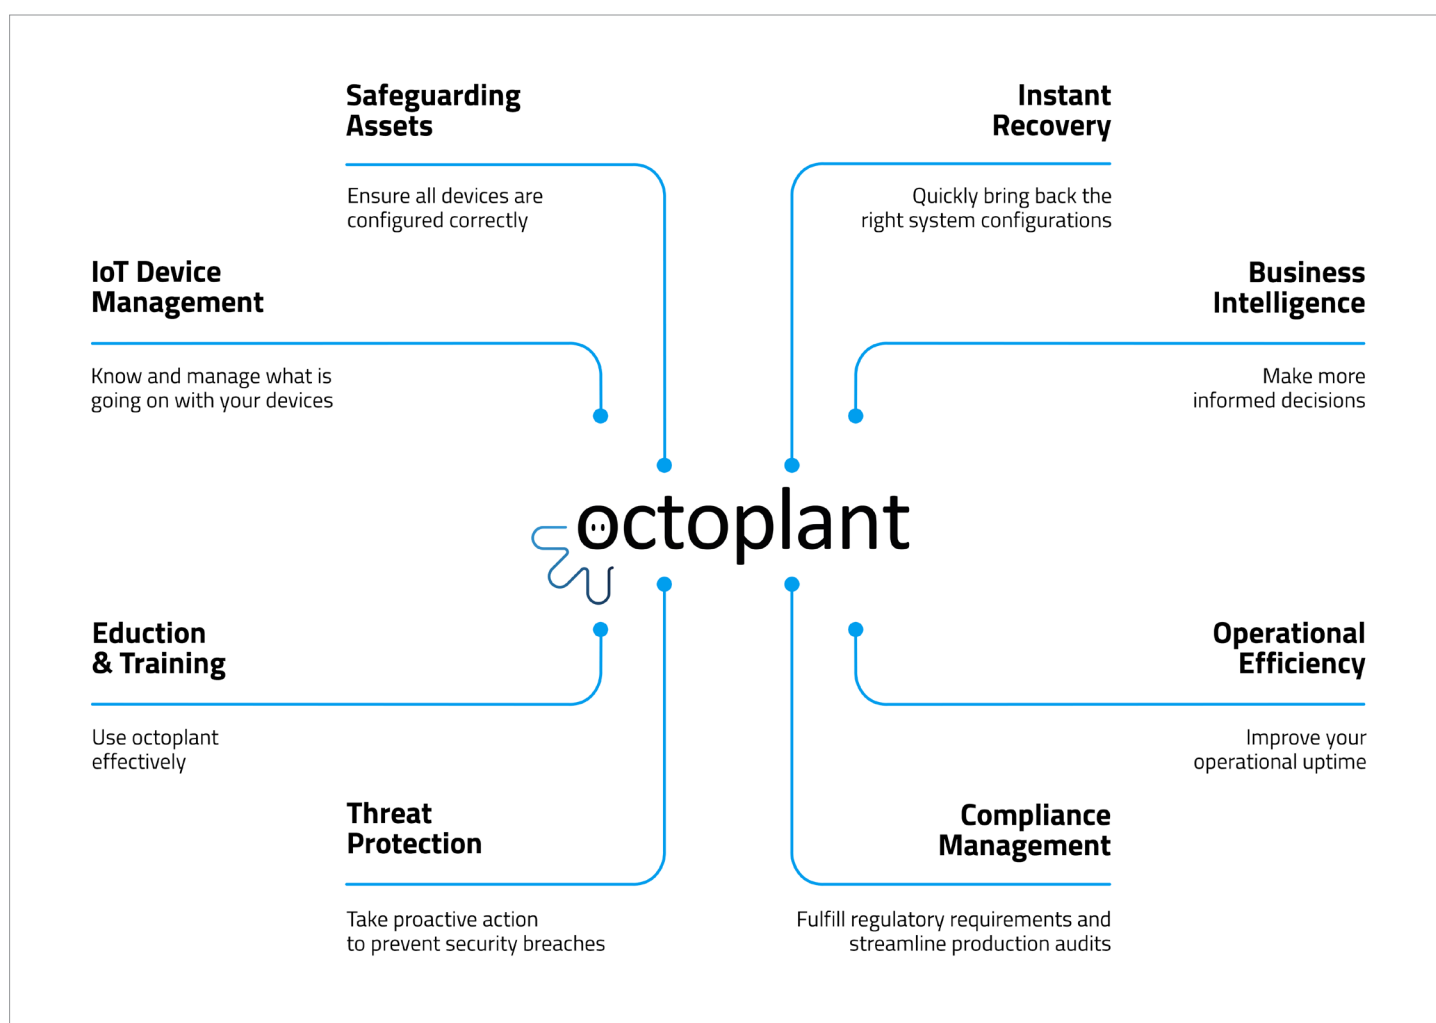 Safeguarding
Assets
Ensure all devices are
configured correctly
Instant
Recovery
Quickly bring back the
right system configurations
IoT Device
Management
Know and manage what is
going on with your devices
Business
Intelligence
Make more
informed decisions
octoplant
Eduction
& Training
Use octoplant
effectively
Operational
Efficiency
Improve your
operational uptime
Threat
Protection
Take proactive action
to prevent security breaches
Compliance
Management
Fulfill regulatory requirements and
streamline production audits